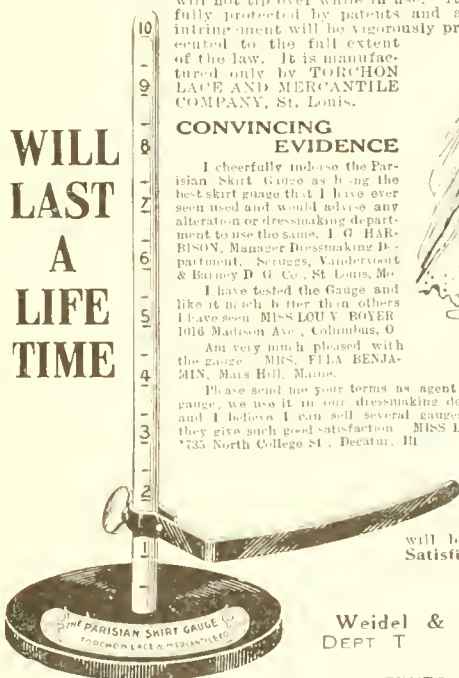 will not tip over while in use. It
fully protected by patents and a
intringement will be vigorously pr
ecuted to the full extent
of the law. It is manufac-
tured only by TORCHON
LACE AND MERCANTILE
COMPANY, St. Louis.
CONVINCING
EVIDENCE
I cheerfully indorse the Par-
isian Skirt Gauge as being the
best skirt guage that I have ever
seen used and would advise any
alteration or dressmaking depart-
ment to use the same. I G HAR-
BISON, Manager Dressmaking De-
partment, Scruggs, Vandervoort
& Barney D G Co., St Louis, Mo
I have tested the Gauge and
like it much better than others
I have seen MISS LOU V BOYER
1016 Madison Ave, Columbus, O
Am very much pleased with
the gauge MRS. ELLA BENJA-
MIN, Mars Hill, Maine.
Please send me your terms as agent
gauge, we use it in our dressmaking de
and I believe I can sell several gauge
they give such good satisfaction MISS L
1735 North College St., Decatur, Ill
WILL
LAST
A
LIFE
TIME
10
9
8
7
6
5
4
3
2
1
THE PARISIAN SKIRT GAUGE
TORCHON LACE & MERCANTILE CO.
will b
Satisfi
Weidel &
DEPT T